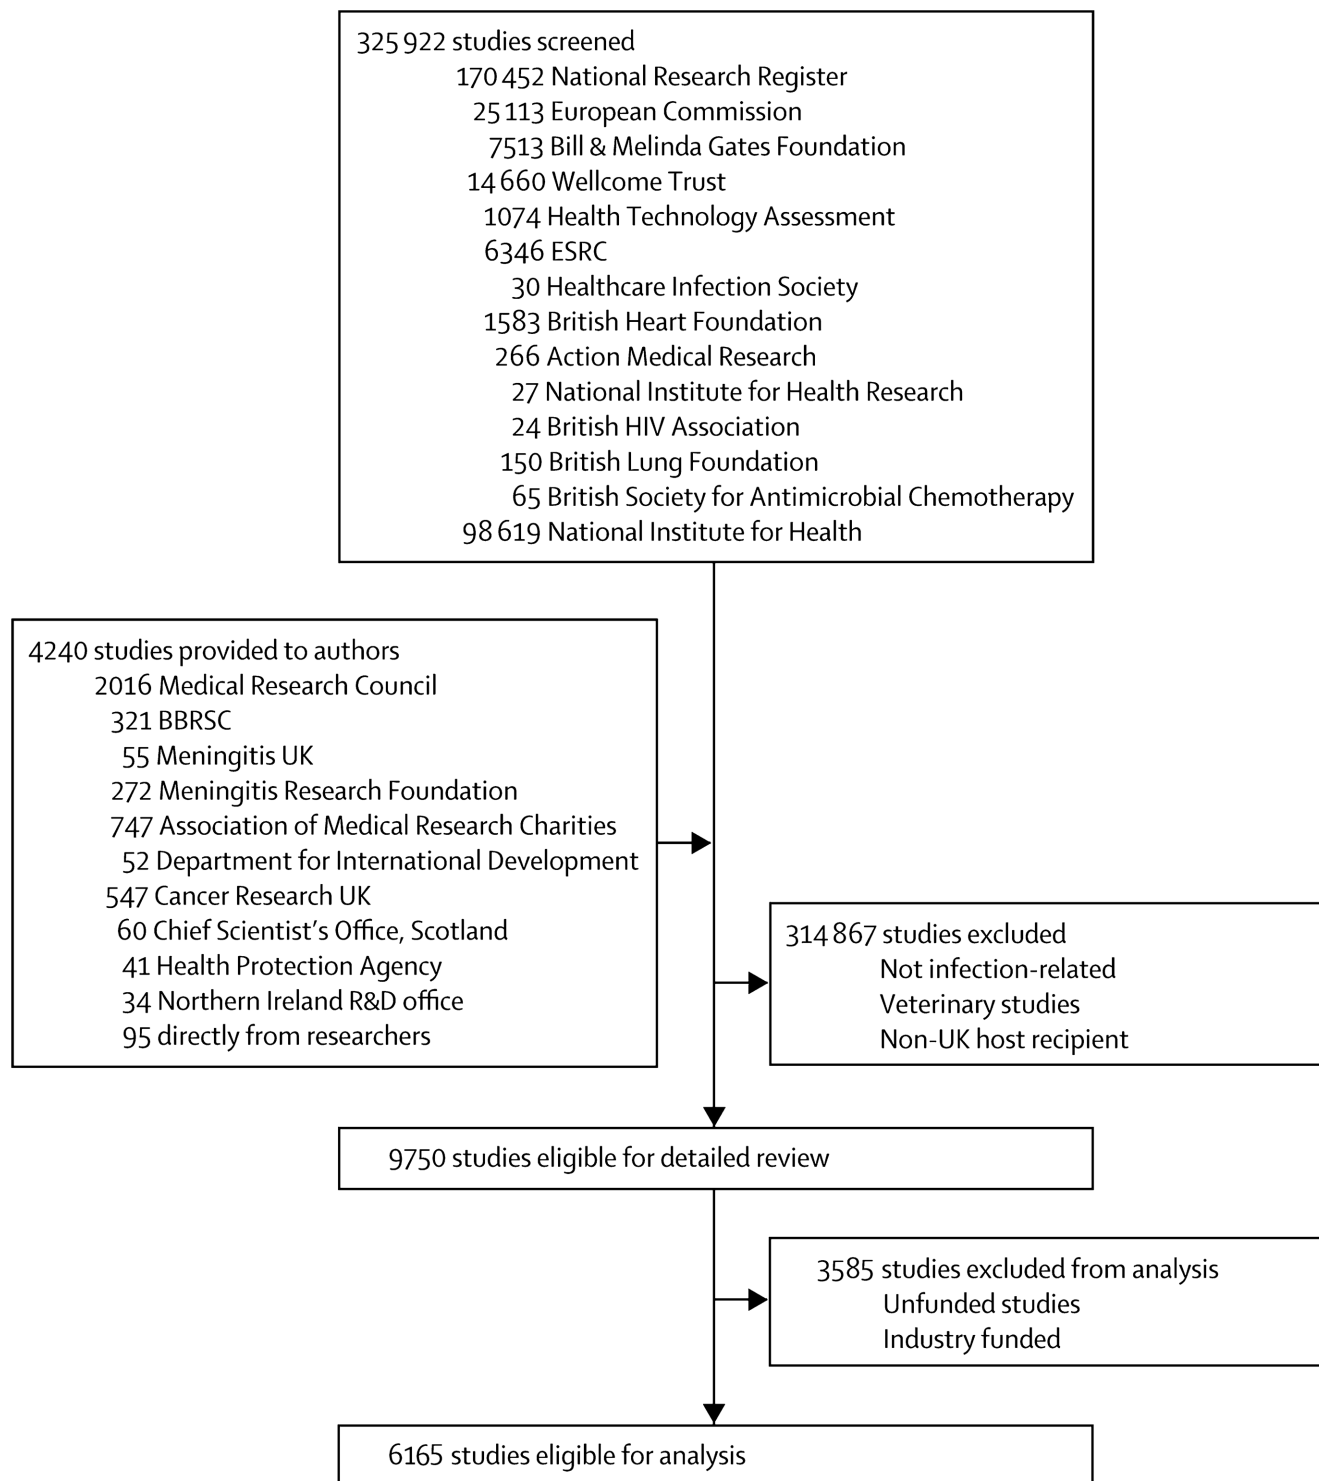 325 922 studies screened
170 452 National Research Register
25 113 European Commission
7513 Bill & Melinda Gates Foundation
14 660 Wellcome Trust
1074 Health Technology Assessment
6346 ESRC
30 Healthcare Infection Society
1583 British Heart Foundation
266 Action Medical Research
27 National Institute for Health Research
24 British HIV Association
150 British Lung Foundation
65 British Society for Antimicrobial Chemotherapy
98 619 National Institute for Health
4240 studies provided to authors
2016 Medical Research Council
321 BBRSC
55 Meningitis UK
272 Meningitis Research Foundation
747 Association of Medical Research Charities
52 Department for International Development
547 Cancer Research UK
60 Chief Scientist's Office, Scotland
41 Health Protection Agency
34 Northern Ireland R&D office
95 directly from researchers
314 867 studies excluded
Not infection-related
Veterinary studies
Non-UK host recipient
9750 studies eligible for detailed review
3585 studies excluded from analysis
Unfunded studies
Industry funded
6165 studies eligible for analysis